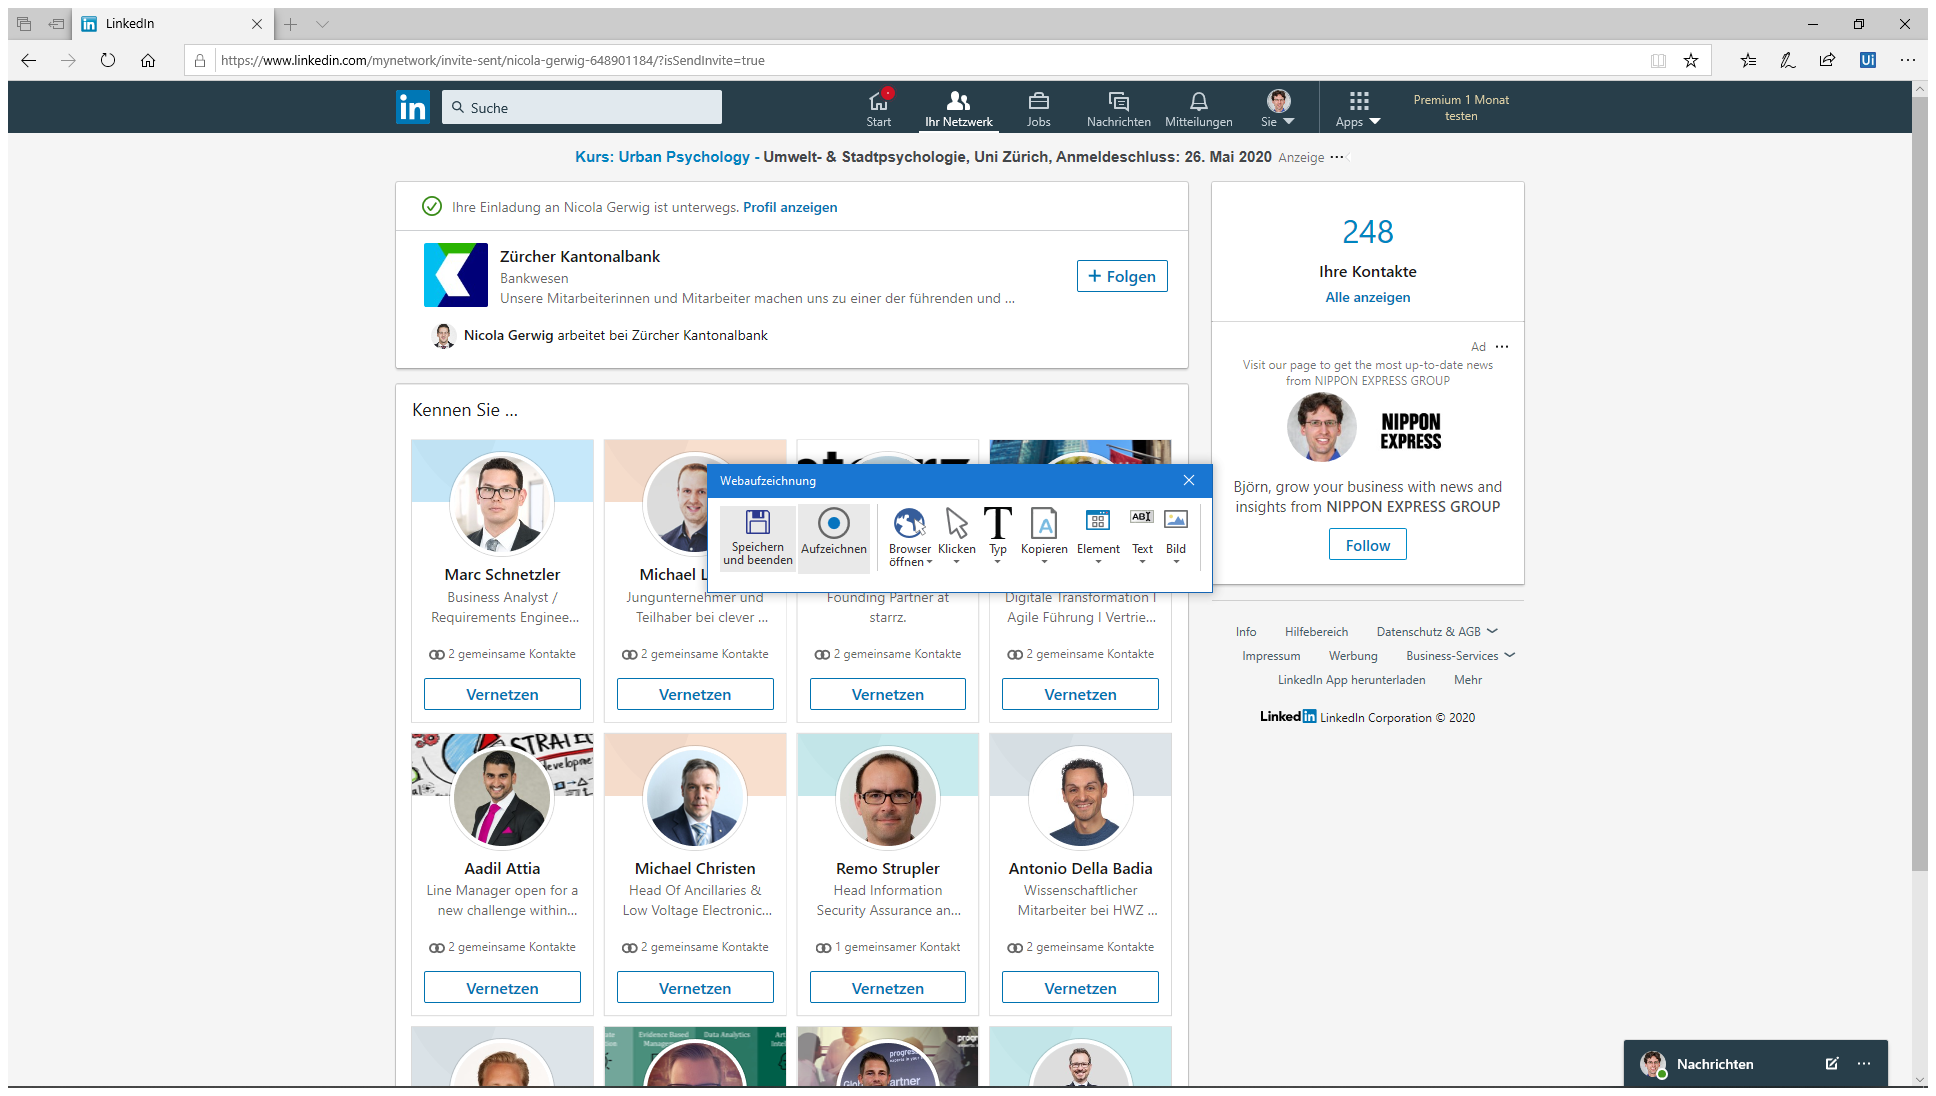 LinkedIn
https://www.linkedin.com/mynetwork/invite-sent/nicola-gerwig-648901184/?isSendInvite=true
Ui
in
Suche
Start
Ihr Netzwerk
Jobs
Nachrichten
Mitteilungen
Sie
Apps
Premium 1 Monat
testen
Kurs: Urban Psychology - Umwelt- & Stadtpsychologie, Uni Zürich, Anmeldeschluss: 26. Mai 2020 Anzeige ···
Ihre Einladung an Nicola Gerwig ist unterwegs. Profil anzeigen
Zürcher Kantonalbank
Bankwesen
Unsere Mitarbeiterinnen und Mitarbeiter machen uns zu einer der führenden und ...
+ Folgen
Nicola Gerwig arbeitet bei Zürcher Kantonalbank
248
Ihre Kontakte
Alle anzeigen
Ad ···
Visit our page to get the most up-to-date news
from NIPPON EXPRESS GROUP
NIPPON
EXPRESS
Björn, grow your business with news and
insights from NIPPON EXPRESS GROUP
Follow
Kennen Sie ...
Webaufzeichnung
Speichern
und beenden
Aufzeichnen
Browser
öffnen
Klicken
T
Typ
A
Kopieren
Element
ABI
Text
Bild
Marc Schnetzler
Business Analyst /
Requirements Enginee...
2 gemeinsame Kontakte
Vernetzen
Michael L
Jungunternehmer und
Teilhaber bei clever ...
2 gemeinsame Kontakte
Vernetzen
Founding Partner at
starrz.
2 gemeinsame Kontakte
Vernetzen
Digitale Transformation I
Agile Führung I Vertrie...
2 gemeinsame Kontakte
Vernetzen
STRATEG
developme
Aadil Attia
Line Manager open for a
new challenge within...
2 gemeinsame Kontakte
Vernetzen
Michael Christen
Head Of Ancillaries &
Low Voltage Electronic...
2 gemeinsame Kontakte
Vernetzen
Remo Strupler
Head Information
Security Assurance an...
1 gemeinsamer Kontakt
Vernetzen
Antonio Della Badia
Wissenschaftlicher
Mitarbeiter bei HWZ ...
2 gemeinsame Kontakte
Vernetzen
Evidence Based
Data Analytics
progress
Info
Hilfebereich
Datenschutz & AGB
Impressum
Werbung
Business-Services
LinkedIn App herunterladen
Mehr
LinkedIn LinkedIn Corporation © 2020
Nachrichten